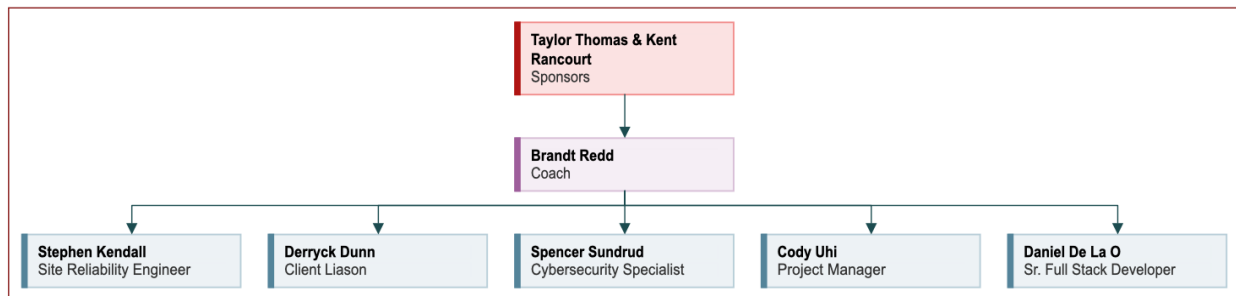 Taylor Thomas & Kent
Rancourt
Sponsors
Brandt Redd
Coach
Stephen Kendall
Site Reliability Engineer
Derryck Dunn
Client Liason
Spencer Sundrud
Cybersecurity Specialist
Cody Uhi
Project Manager
Daniel De La O
Sr. Full Stack Developer